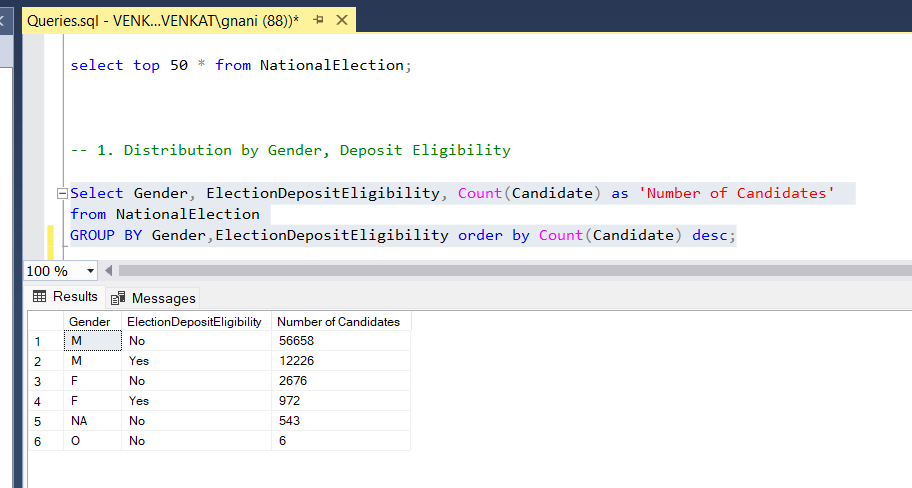 Queries.sql - VENK...VENKAT\gnani (88))*
select top 50 * from NationalElection;
-- 1. Distribution by Gender, Deposit Eligibility
Select Gender, ElectionDepositEligibility, Count(Candidate) as 'Number of Candidates'
from NationalElection
GROUP BY Gender,ElectionDepositEligibility order by Count(Candidate) desc;
100 %
Results Messages
Gender ElectionDepositEligibility Number of Candidates
1 M No 56658
2 M Yes 12226
3 F No 2676
4 F Yes 972
5 NA No 543
6 O No 6